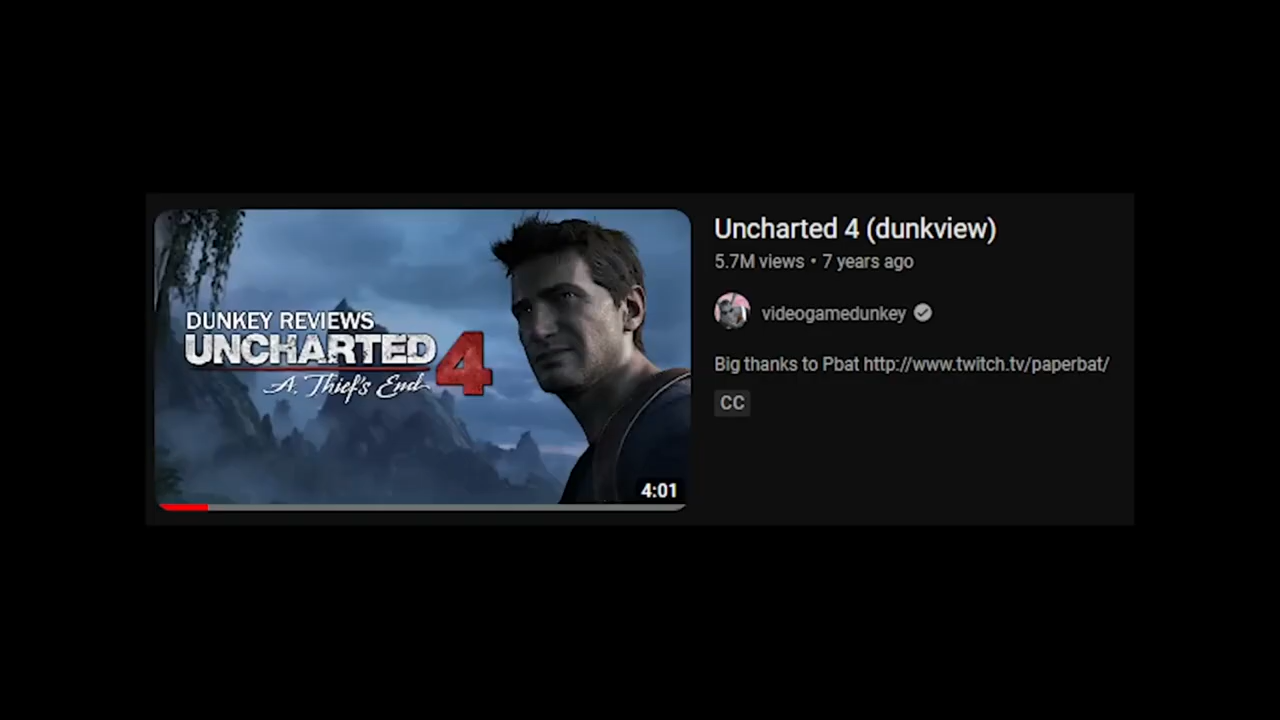 DUNKEY REVIEWS
UNCHARTED 4
A Thief's End
4:01
Uncharted 4 (dunkview)
5.7M views • 7 years ago
videogamedunkey
Big thanks to Pbat http://www.twitch.tv/paperbat/
CC